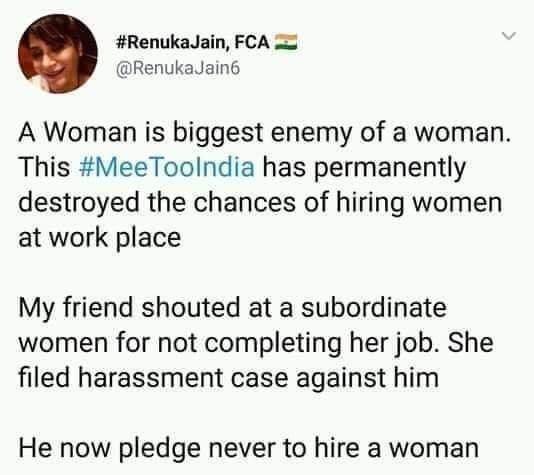 #RenukaJain, FCA 🇮🇳
@RenukaJain6
A Woman is biggest enemy of a woman.
This #MeeTooIndia has permanently
destroyed the chances of hiring women
at work place
My friend shouted at a subordinate
women for not completing her job. She
filed harassment case against him
He now pledge never to hire a woman